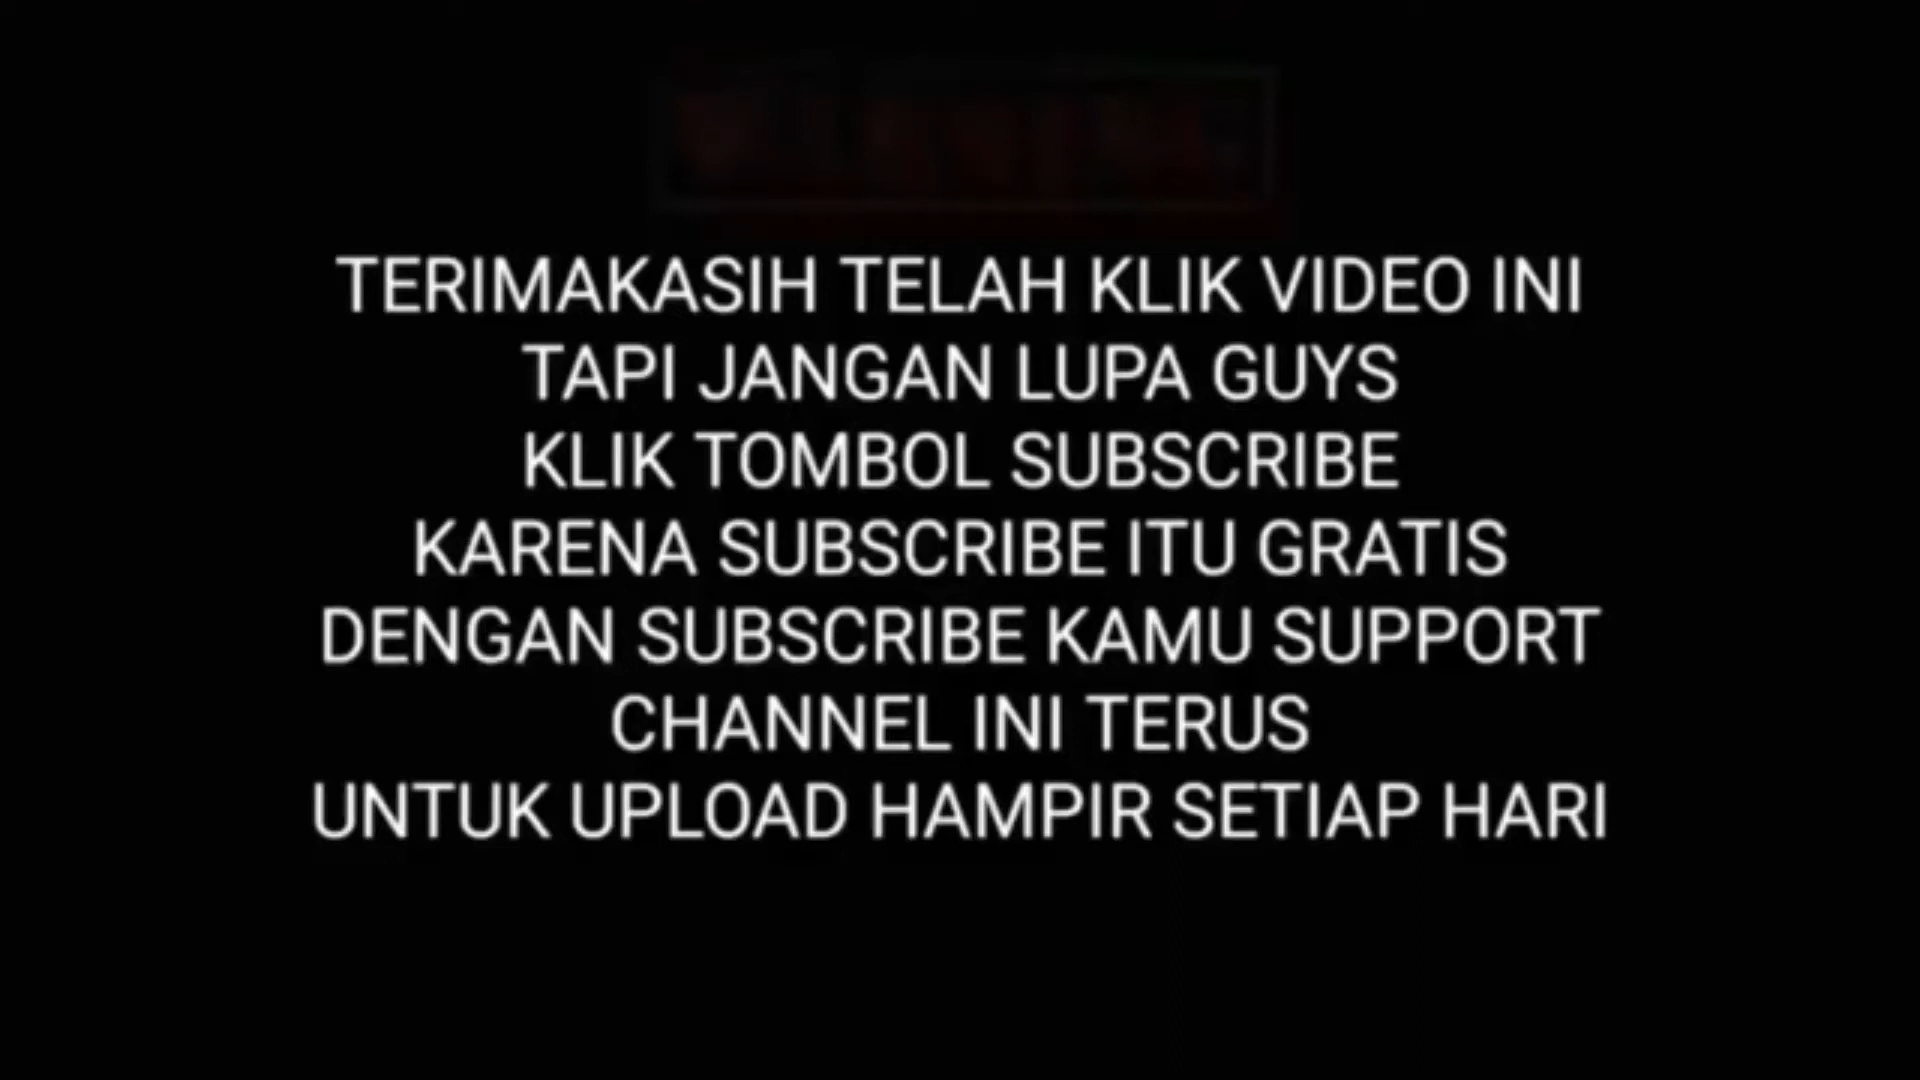 TERIMAKASIH TELAH KLIK VIDEO INI
TAPI JANGAN LUPA GUYS
KLIK TOMBOL SUBSCRIBE
KARENA SUBSCRIBE ITU GRATIS
DENGAN SUBSCRIBE KAMU SUPPORT
CHANNEL INI TERUS
UNTUK UPLOAD HAMPIR SETIAP HARI